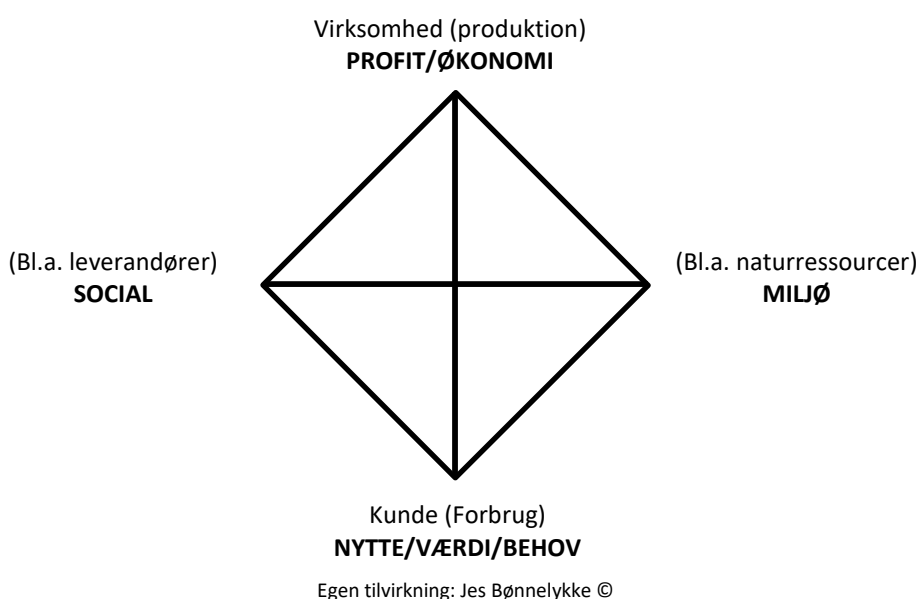 Virksomhed (produktion)
PROFIT/ØKONOMI
(Bl.a. leverandører)
SOCIAL
(Bl.a. naturressourcer)
MILJØ
Kunde (Forbrug)
NYTTE/VÆRDI/BEHOV
Egen tilvirkning: Jes Bønnelykke ©